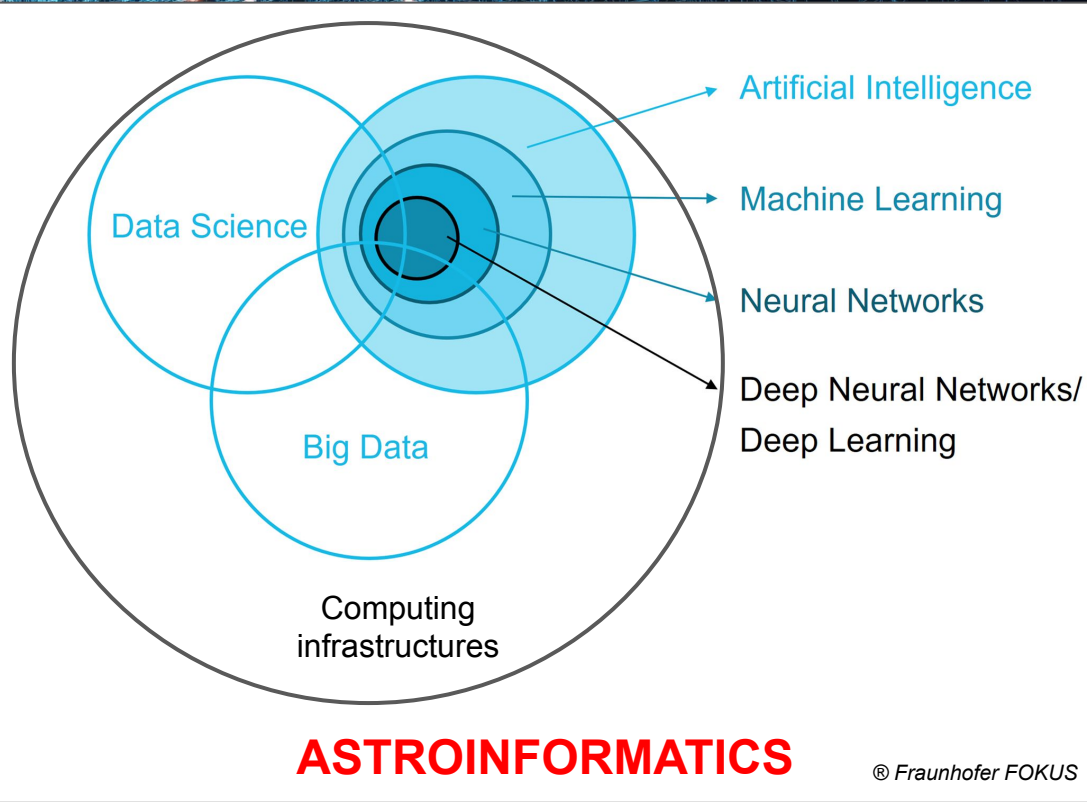 Artificial Intelligence
Machine Learning
Data Science
Neural Networks
Deep Neural Networks/
Deep Learning
Big Data
Computing
infrastructures
ASTROINFORMATICS
® Fraunhofer FOKUS